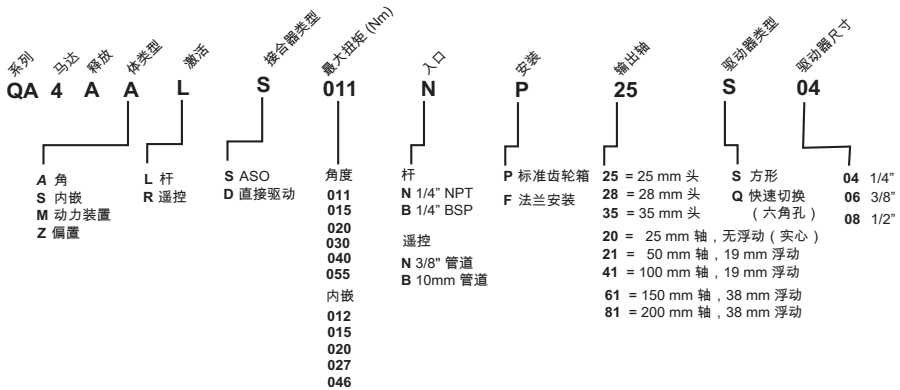 系列 马达 释放 体类型 激活 接合器类型 最大扭矩 (Nm) 入口 安装 输出轴 驱动器类型 驱动器尺寸
QA 4 A A L S 011 N P 25 S 04
A 角
S 内嵌
M 动力装置
Z 偏置
L 杆
R 遥控
S ASO
D 直接驱动
角度
011
015
020
030
040
055
内嵌
012
015
020
027
046
杆
N 1/4" NPT
B 1/4" BSP
遥控
N 3/8" 管道
B 10mm 管道
P 标准齿轮箱
F 法兰安装
25 = 25 mm 头
28 = 28 mm 头
35 = 35 mm 头
20 = 25 mm 轴，无浮动（实心）
21 = 50 mm 轴，19 mm 浮动
41 = 100 mm 轴，19 mm 浮动
61 = 150 mm 轴，38 mm 浮动
81 = 200 mm 轴，38 mm 浮动
S 方形
Q 快速切换
（六角孔）
04 1/4"
06 3/8"
08 1/2"